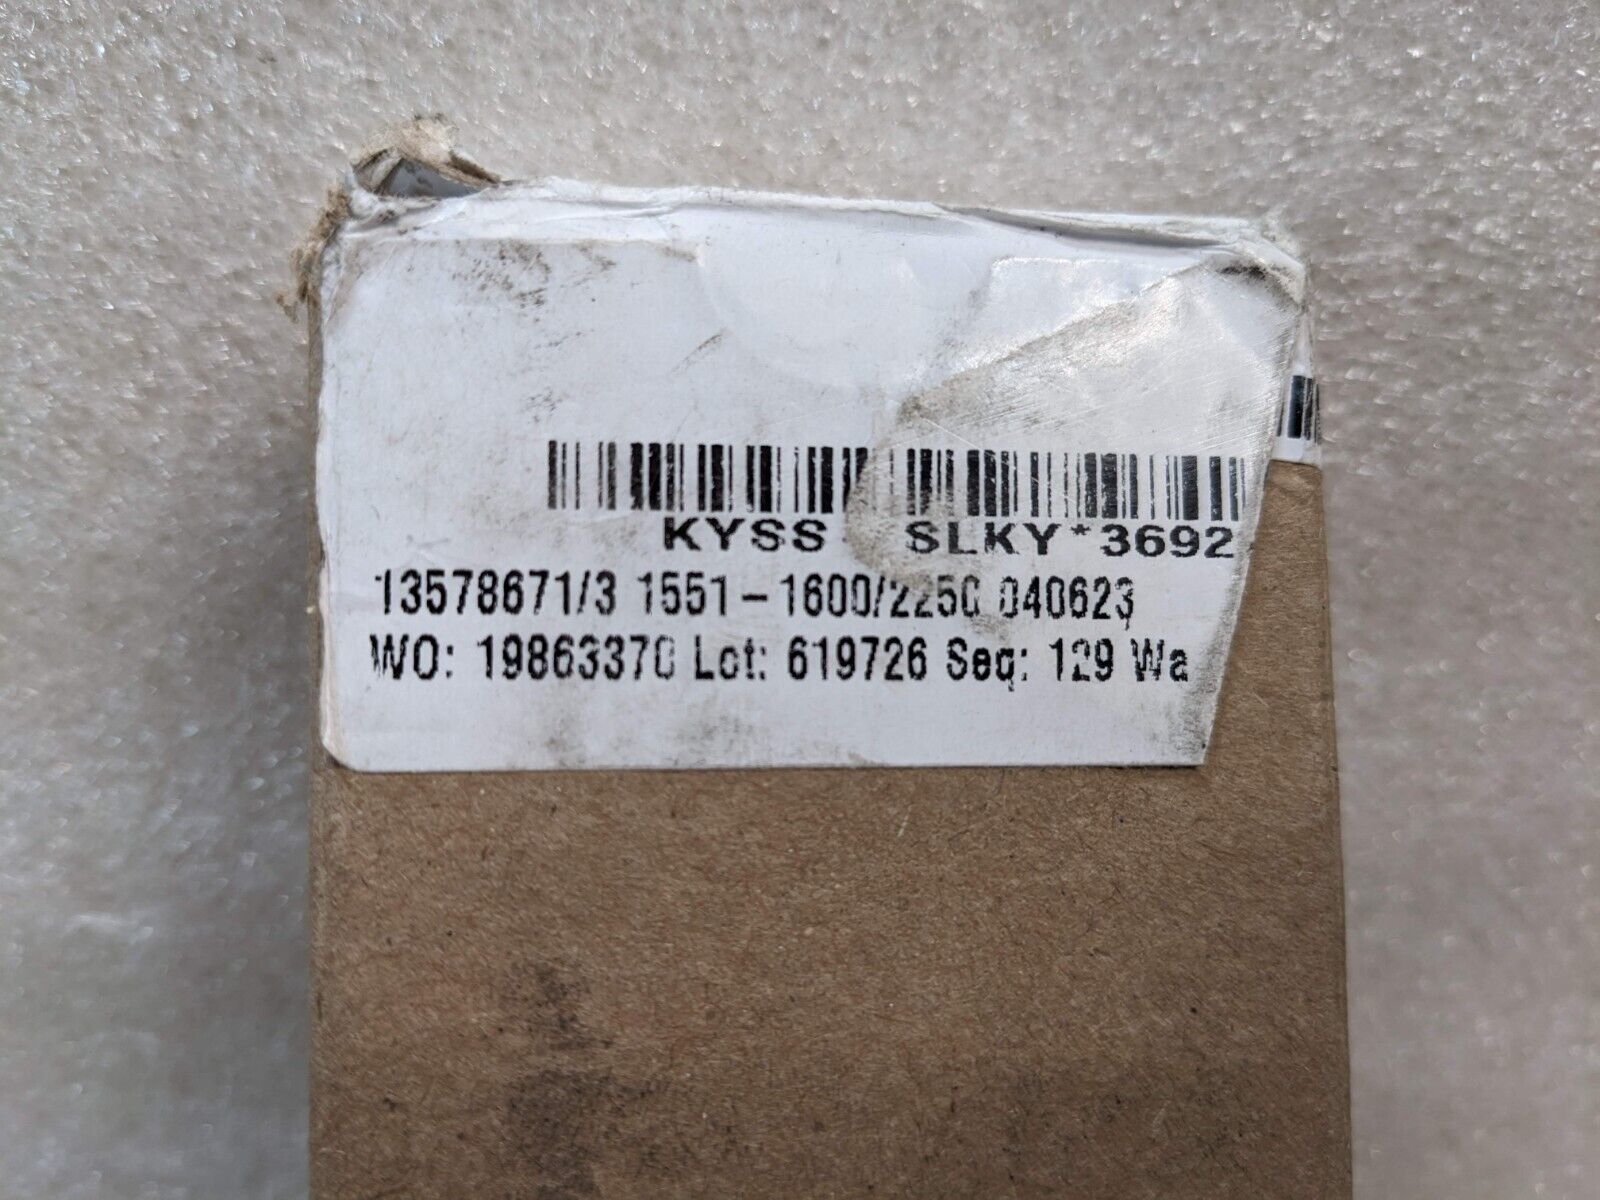 KYSS SLKY*3692
13578671/3 1551-1600/2250 040623
WO: 19863370 Lot: 619726 Seq: 129 Wa